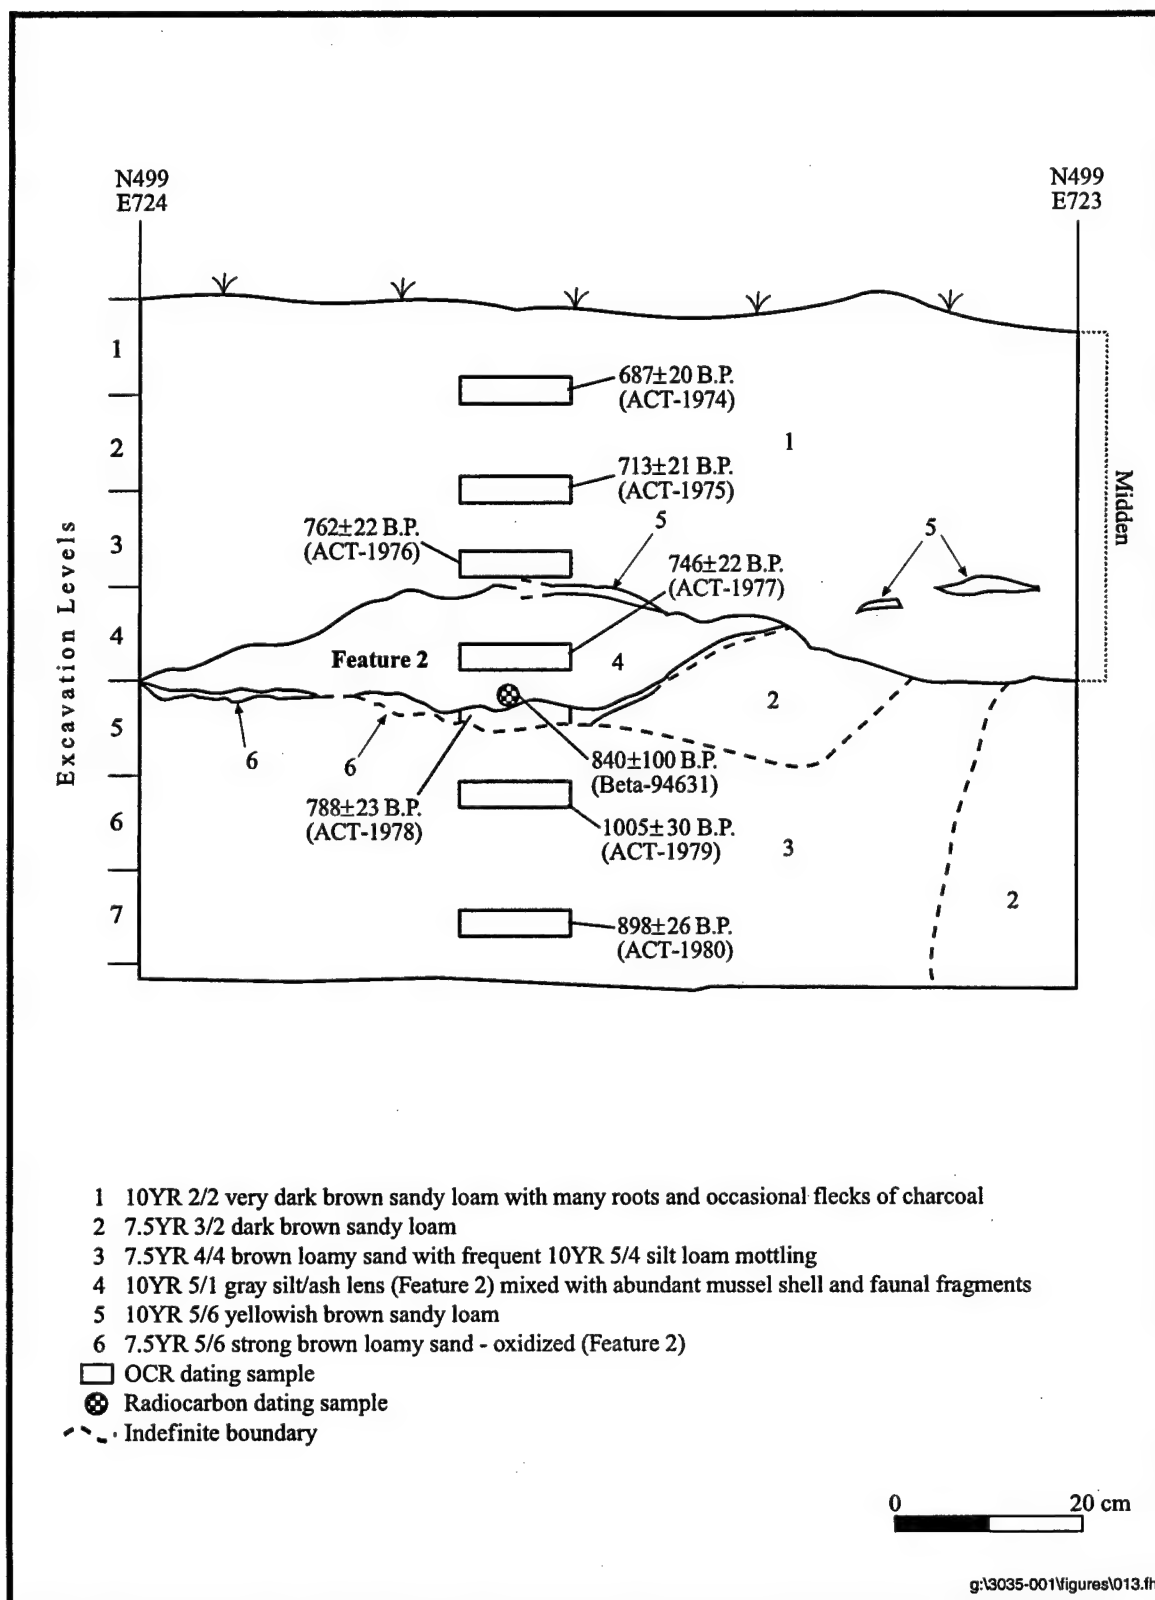 N499
E724
N499
E723
1
2
3
4
5
6
7
Excavation Levels
Midden
687±20 B.P.
(ACT-1974)
1
713±21 B.P.
(ACT-1975)
5
5
762±22 B.P.
(ACT-1976)
746±22 B.P.
(ACT-1977)
Feature 2
4
2
6
6
840±100 B.P.
(Beta-94631)
788±23 B.P.
(ACT-1978)
1005±30 B.P.
(ACT-1979)
3
2
898±26 B.P.
(ACT-1980)
1 10YR 2/2 very dark brown sandy loam with many roots and occasional flecks of charcoal
2 7.5YR 3/2 dark brown sandy loam
3 7.5YR 4/4 brown loamy sand with frequent 10YR 5/4 silt loam mottling
4 10YR 5/1 gray silt/ash lens (Feature 2) mixed with abundant mussel shell and faunal fragments
5 10YR 5/6 yellowish brown sandy loam
6 7.5YR 5/6 strong brown loamy sand - oxidized (Feature 2)
OCR dating sample
Radiocarbon dating sample
Indefinite boundary
0 20 cm
g:\3035-001\figures\013.fh